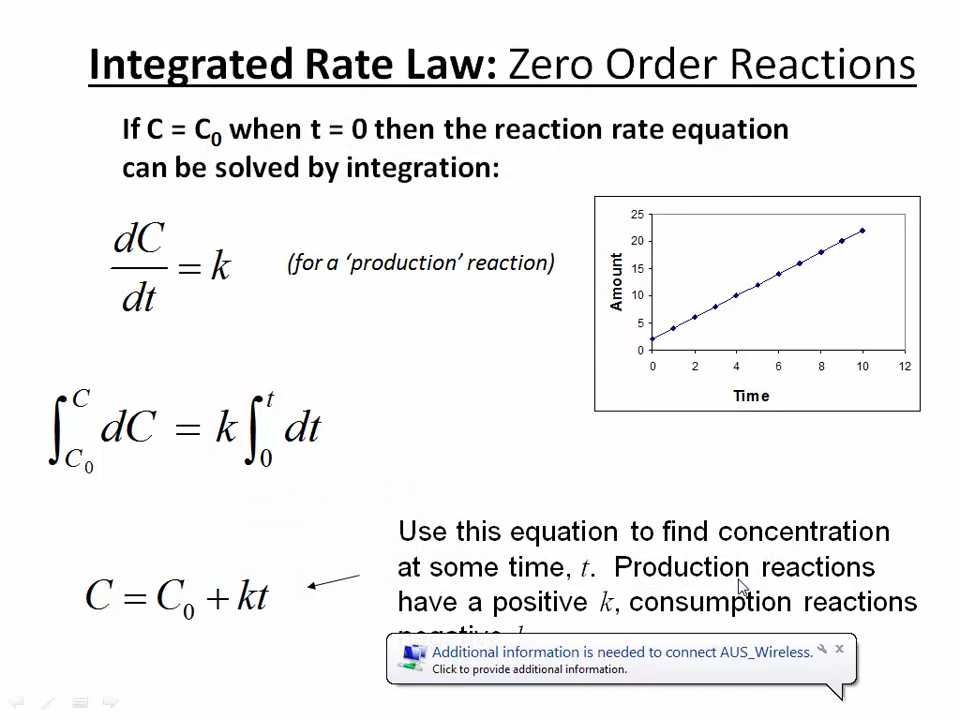 Integrated Rate Law: Zero Order Reactions
If C = C₀ when t = 0 then the reaction rate equation
can be solved by integration:
dC/dt = k
(for a ‘production’ reaction)
25
20
15
10
5
0
Amount
0 2 4 6 8 10 12
Time
∫_{C₀}^{C} dC = k ∫_{0}^{t} dt
Use this equation to find concentration
at some time, t. Production reactions
have a positive k, consumption reactions
C = C₀ + kt
negative
Additional information is needed to connect AUS_Wireless.
Click to provide additional information.